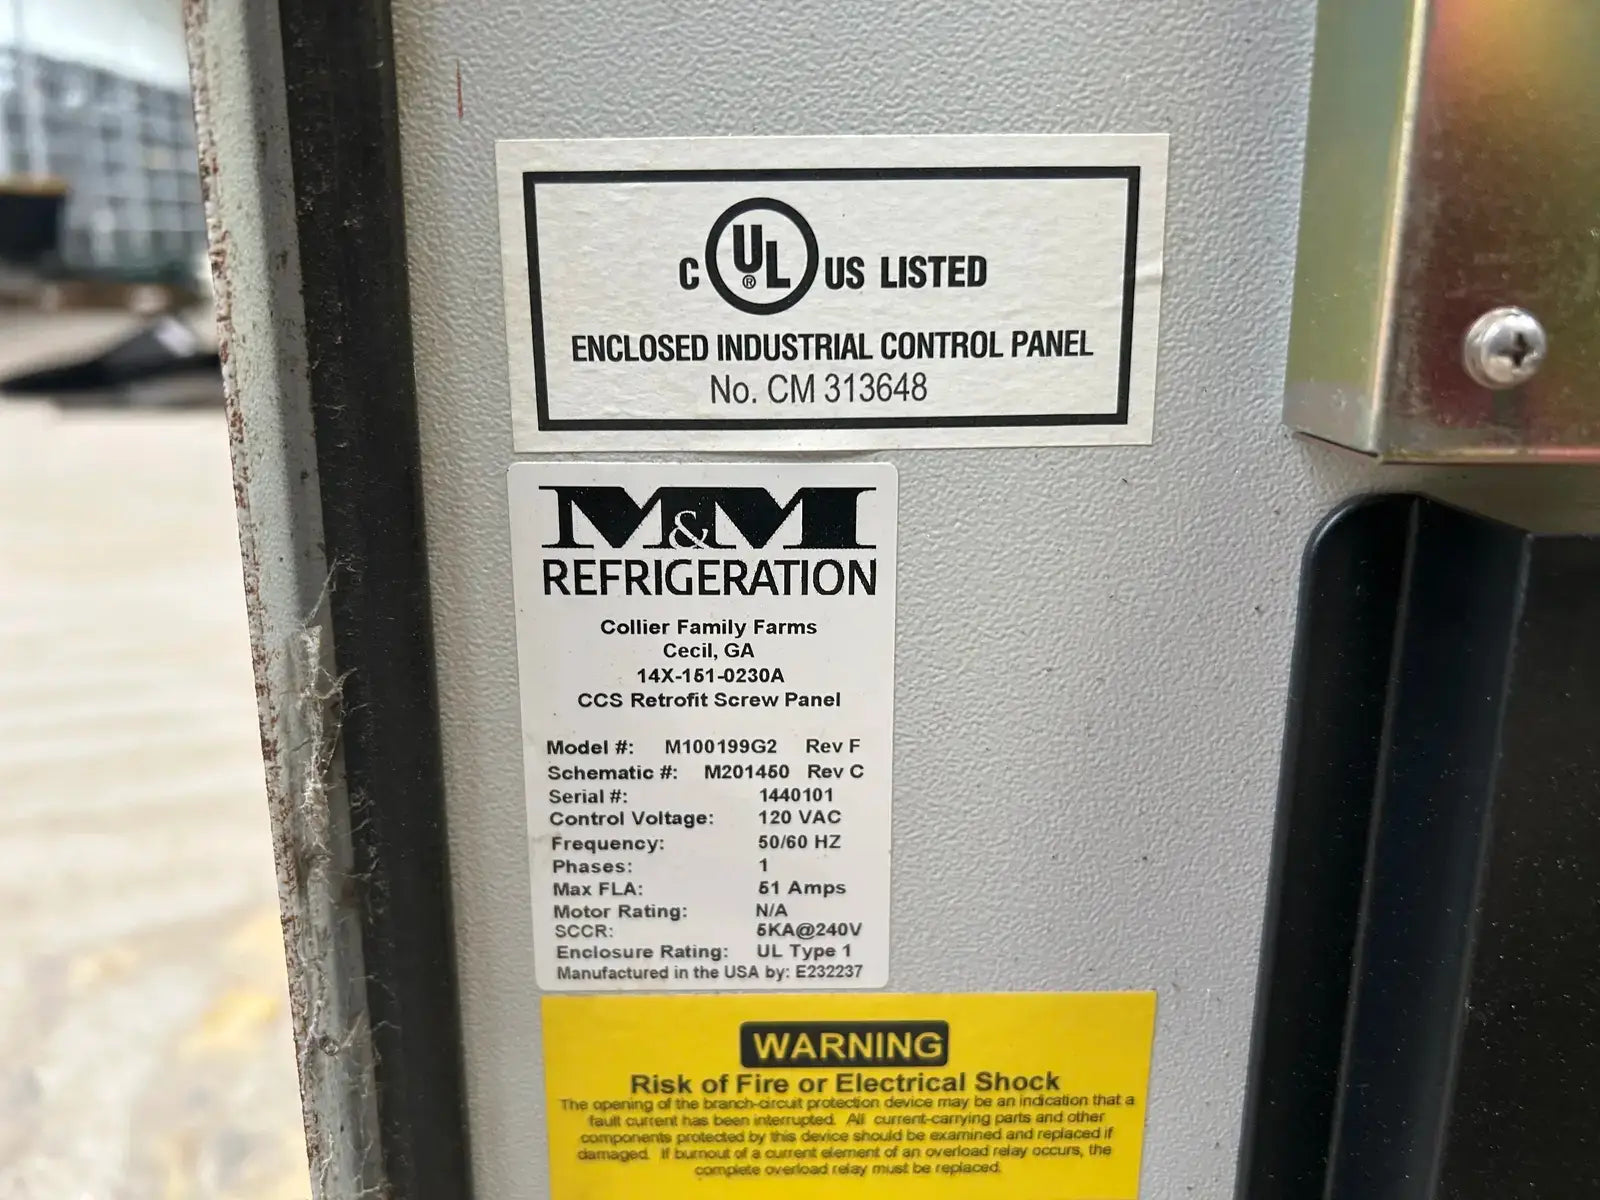 C UL® US LISTED
ENCLOSED INDUSTRIAL CONTROL PANEL
No. CM 313648
M&M
REFRIGERATION
Collier Family Farms
Cecil, GA
14X-151-0230A
CCS Retrofit Screw Panel
Model #: M100199G2 Rev F
Schematic #: M201450 Rev C
Serial #: 1440101
Control Voltage: 120 VAC
Frequency: 50/60 HZ
Phases: 1
Max FLA: 51 Amps
Motor Rating: N/A
SCCR: 5KA@240V
Enclosure Rating: UL Type 1
Manufactured in the USA by: E232237
WARNING
Risk of Fire or Electrical Shock
The opening of the branch-circuit protection device may be an indication that a
fault current has been interrupted. All current-carrying parts and other
components protected by this device should be examined and replaced if
damaged. If burnout of a current element of an overload relay occurs, the
complete overload relay must be replaced.